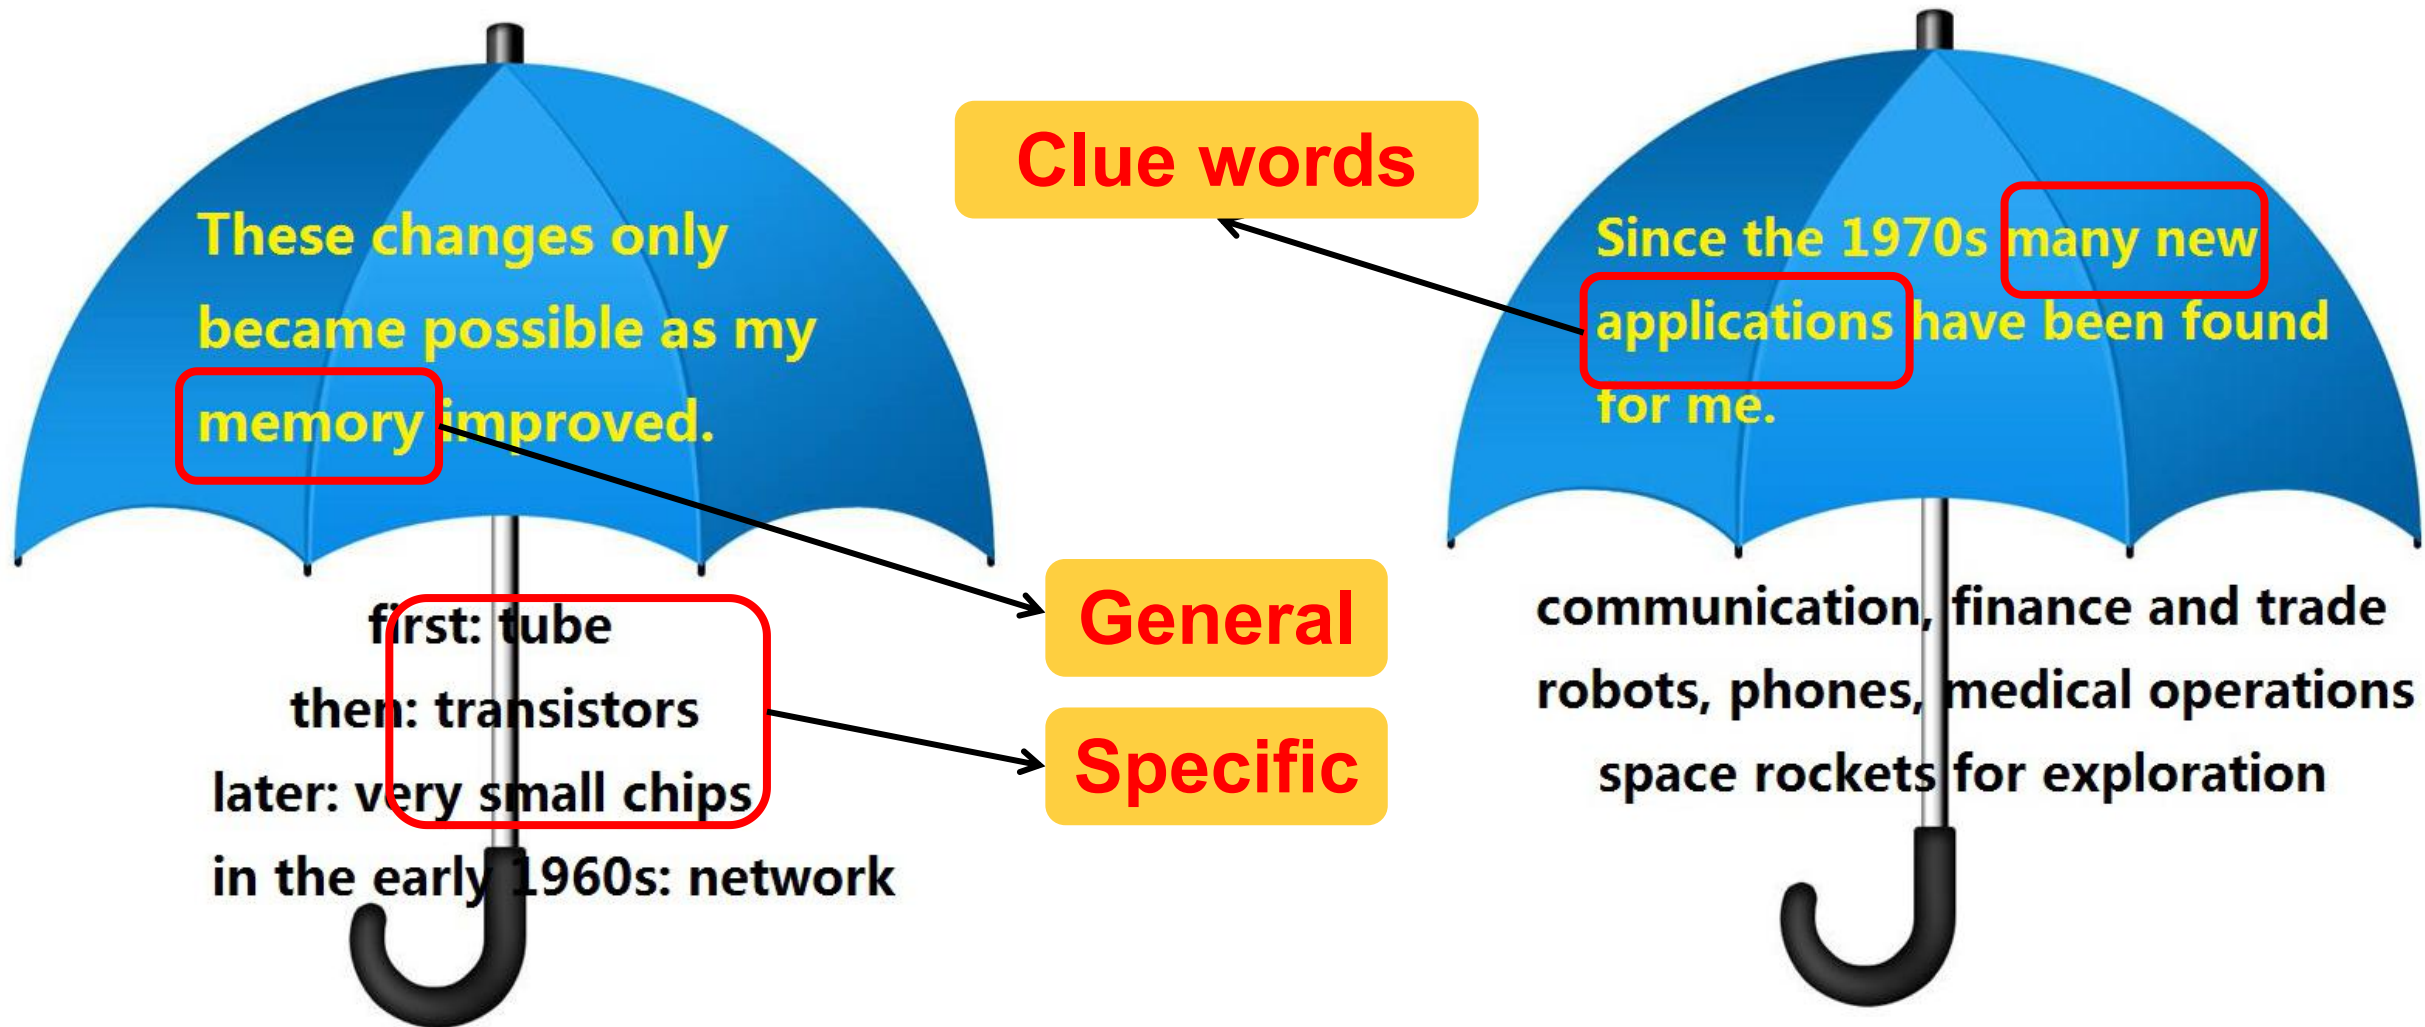 These changes only
became possible as my
memory improved.
first: tube
then: transistors
later: very small chips
in the early 1960s: network
Clue words
General
Specific
Since the 1970s many new
applications have been found
for me.
communication, finance and trade
robots, phones, medical operations
space rockets for exploration